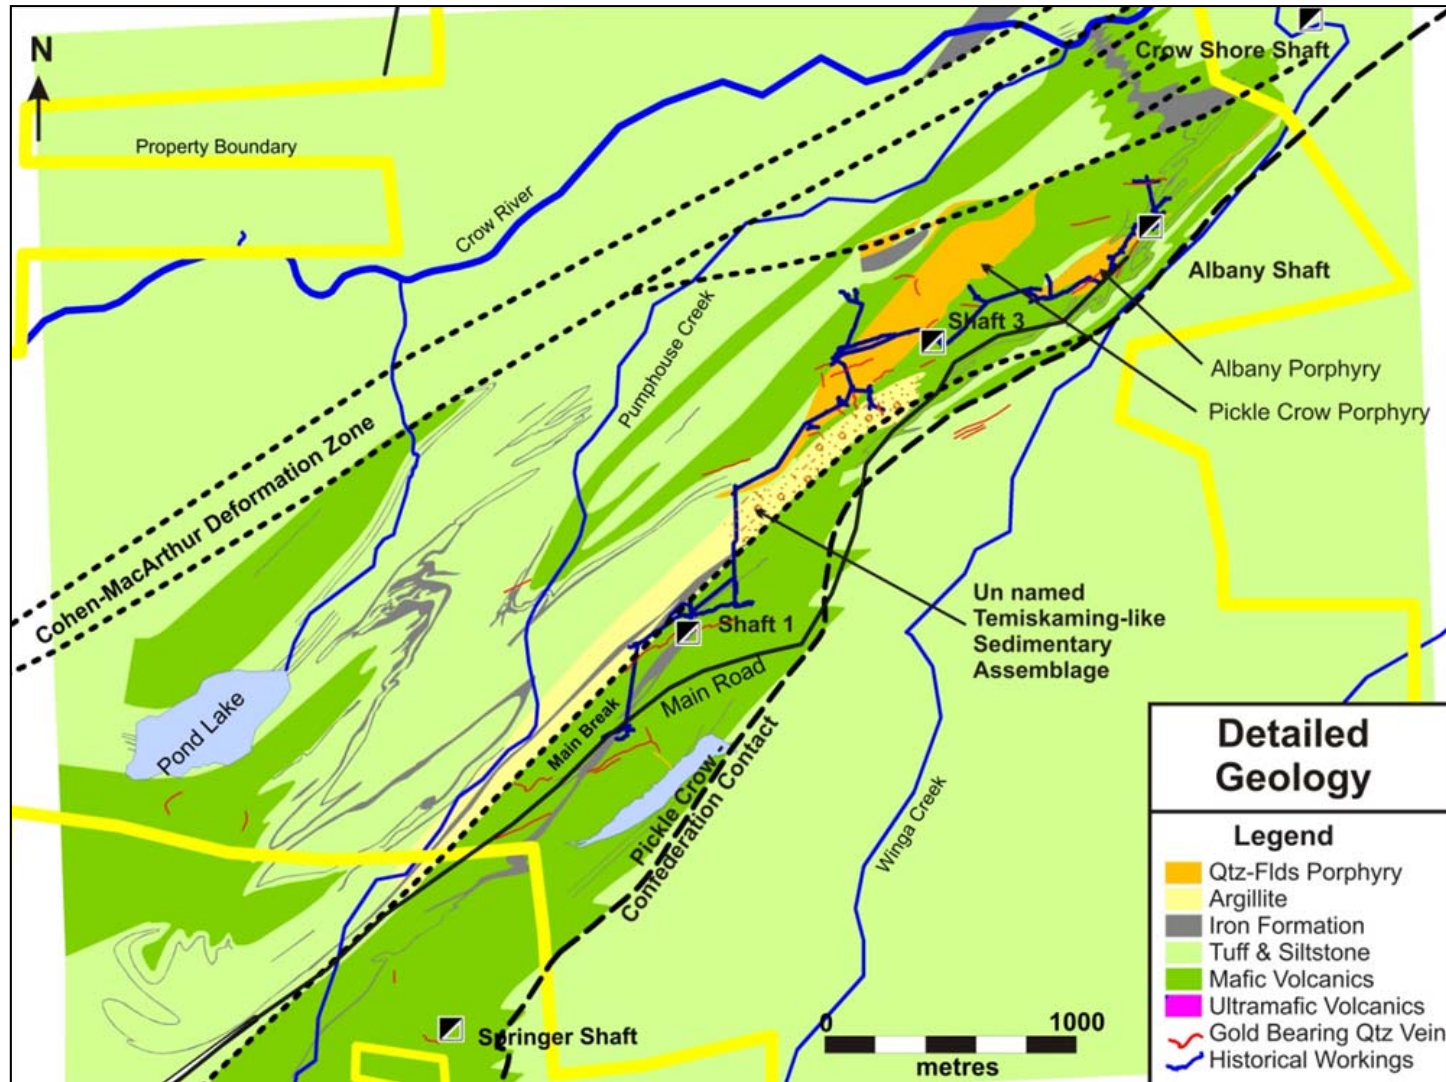 N
Crow Shore Shaft
Property Boundary
Crow River
Albany Shaft
Pumphouse Creek
Shaft 3
Albany Porphyry
Pickle Crow Porphyry
Cohen-MacArthur Deformation Zone
Un named
Temiskaming-like
Sedimentary
Assemblage
Shaft 1
Main Road
Main Break
Pond Lake
Pickle Crow -
Confederation Contact
Winga Creek
Springer Shaft
0 1000
metres
Detailed
Geology
Legend
Qtz-Flds Porphyry
Argillite
Iron Formation
Tuff & Siltstone
Mafic Volcanics
Ultramafic Volcanics
Gold Bearing Qtz Vein
Historical Workings